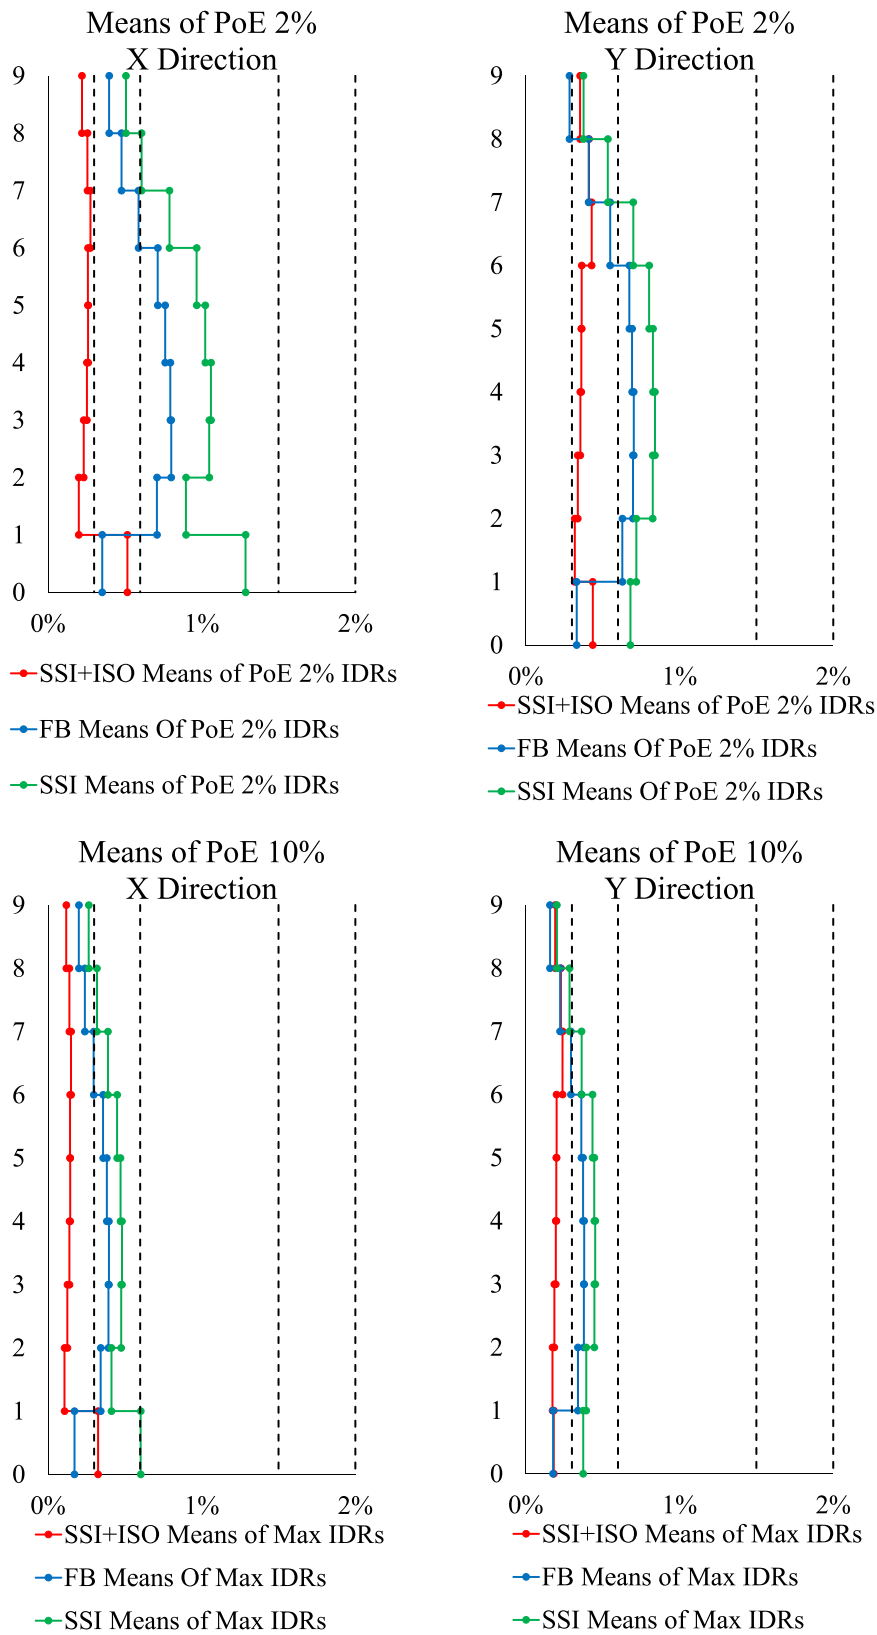 Means of PoE 2%
X Direction
9
8
7
6
5
4
3
2
1
0
0% 1% 2%
SSI+ISO Means of PoE 2% IDRs
FB Means Of PoE 2% IDRs
SSI Means of PoE 2% IDRs
Means of PoE 2%
Y Direction
9
8
7
6
5
4
3
2
1
0
0% 1% 2%
SSI+ISO Means of PoE 2% IDRs
FB Means Of PoE 2% IDRs
SSI Means Of PoE 2% IDRs
Means of PoE 10%
X Direction
9
8
7
6
5
4
3
2
1
0
0% 1% 2%
SSI+ISO Means of Max IDRs
FB Means Of Max IDRs
SSI Means of Max IDRs
Means of PoE 10%
Y Direction
9
8
7
6
5
4
3
2
1
0
0% 1% 2%
SSI+ISO Means of Max IDRs
FB Means of Max IDRs
SSI Means of Max IDRs